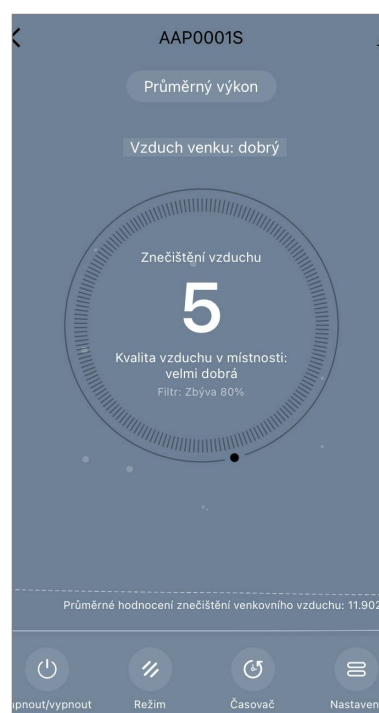 AAP0001S
Průměrný výkon
Vzduch venku: dobrý
Znečištění vzduchu
5
Kvalita vzduchu v místnosti:
velmi dobrá
Filtr: Zbývá 80%
Průměrné hodnocení znečištění venkovního vzduchu: 11.902
pnout/vypnout
Režim
Časovač
Nastaven